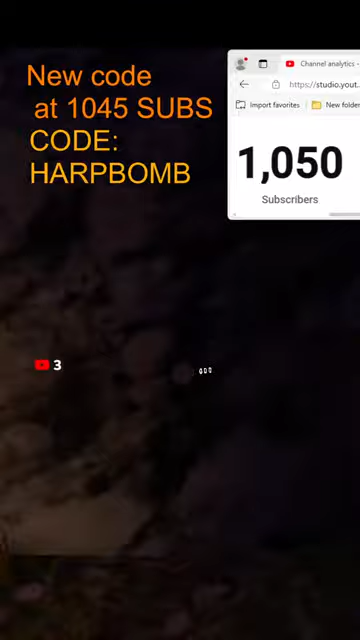 New code
at 1045 SUBS
CODE:
HARPBOMB
Channel analytics -
https://studio.yout..
Import favorites
New folder
1,050
Subscribers
3